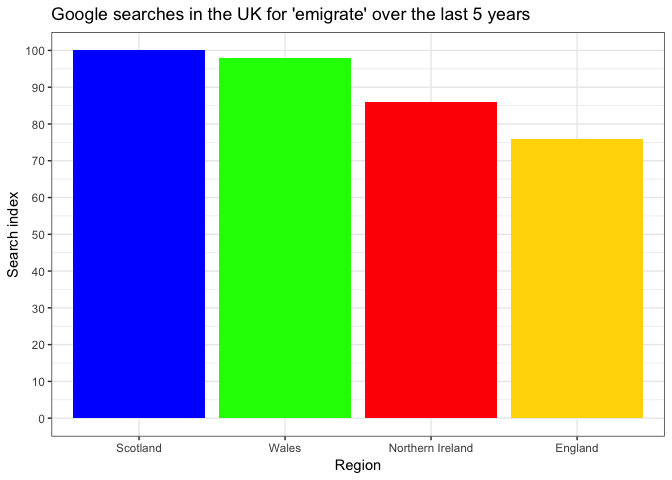 Google searches in the UK for 'emigrate' over the last 5 years
100
90
80
70
60
50
40
30
20
10
0
Search index
Scotland Wales Northern Ireland England
Region